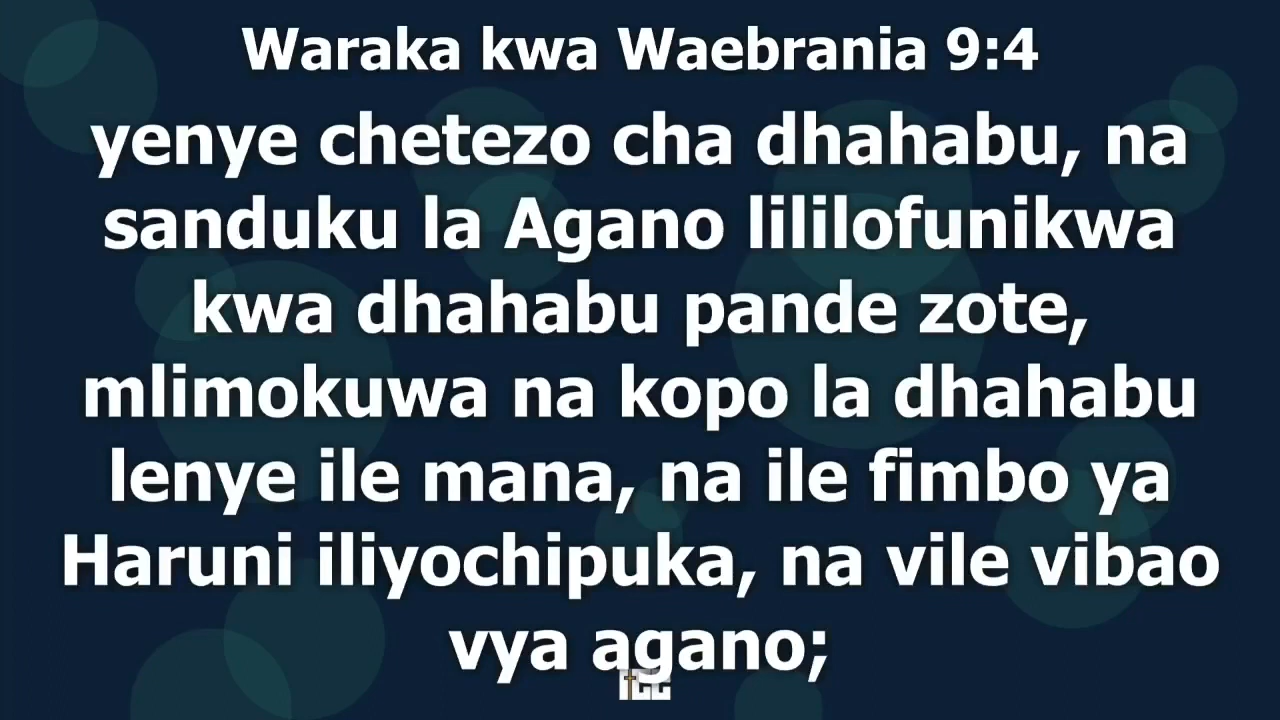 Waraka kwa Waebrania 9:4
yenye chetezo cha dhahabu, na
sanduku la Agano lililofunikwa
kwa dhahabu pande zote,
mlimokuwa na kopo la dhahabu
lenye ile mana, na ile fimbo ya
Haruni iliyochipuka, na vile vibao
vya agano;